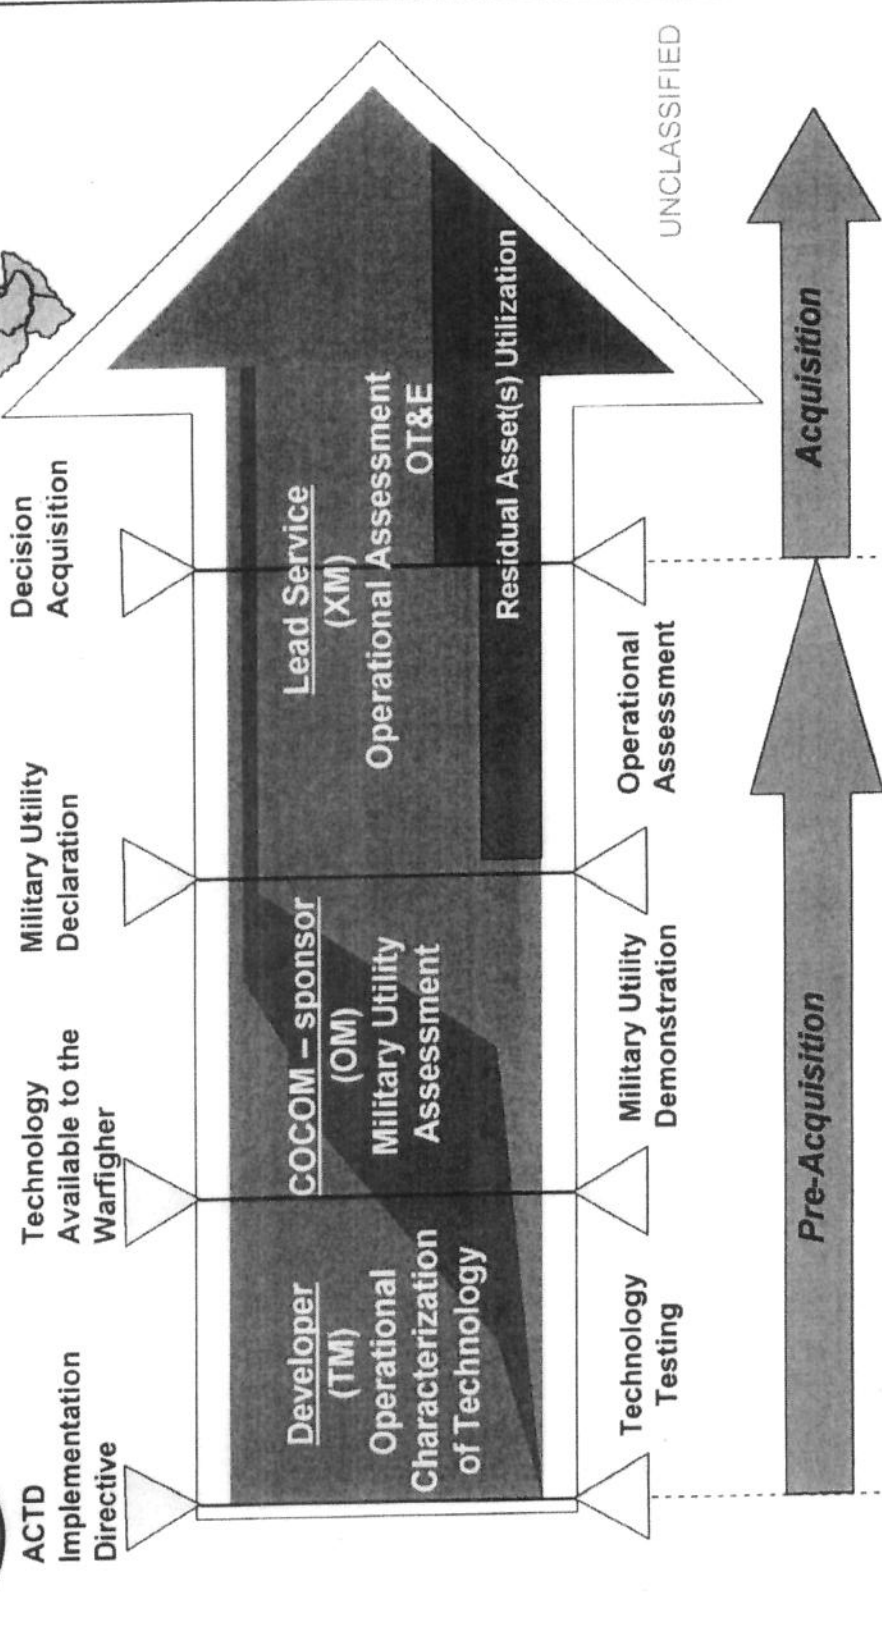 ACTD
Implementation
Directive
Technology
Available to the
Warfigher
Military Utility
Declaration
Decision
Acquisition
Developer
(TM)
Operational
Characterization
of Technology
COCOM – sponsor
(OM)
Military Utility
Assessment
Lead Service
(XM)
Operational Assessment
OT&E
Residual Asset(s) Utilization
Technology
Testing
Military Utility
Demonstration
Operational
Assessment
UNCLASSIFIED
Pre-Acquisition
Acquisition